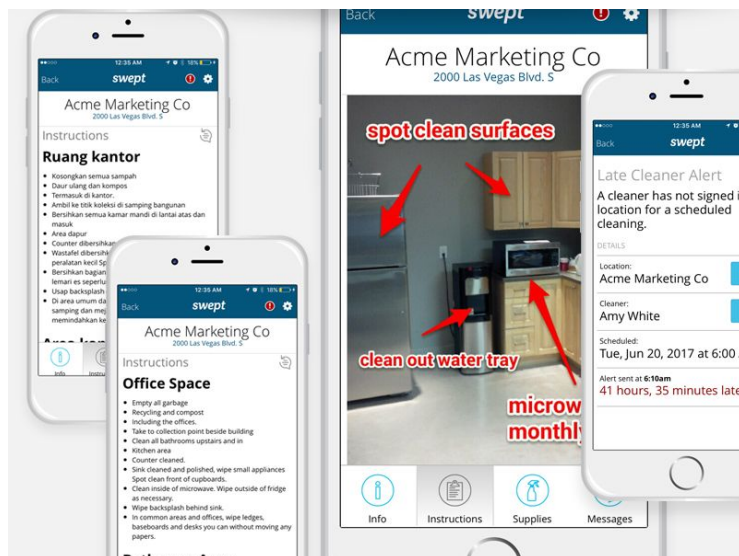 12:35 AM
18%
Back
swept
Acme Marketing Co
2000 Las Vegas Blvd. S
Instructions
Ruang kantor
Kosongkan semua sampah
Daur ulang dan kompos
Termasuk di kantor.
Ambil ke titik koleksi di samping bangunan
Bersihkan semua kamar mandi di lantai atas dan
masuk
Area dapur
Counter dibersihkan
Wastafel dibersihk
peralatan kecil Sp
Bersihkan bagian
lemari es seperlu
Usap backsplash
Di area umum da
samping dan me
memindahkan ke
Info
12:35 AM
18%
Back
swept
Acme Marketing Co
2000 Las Vegas Blvd. S
Instructions
Office Space
Empty all garbage
Recycling and compost
Including the offices.
Take to collection point beside building
Clean all bathrooms upstairs and in
Kitchen area
Counter cleaned.
Sink cleaned and polished, wipe small appliances
Spot clean front of cupboards.
Clean inside of microwave. Wipe outside of fridge
as necessary.
Wipe backsplash behind sink.
In common areas and offices, wipe ledges,
baseboards and desks you can without moving any
papers.
Back
swept
Acme Marketing Co
2000 Las Vegas Blvd. S
spot clean surfaces
clean out water tray
microw
monthly
Info
Instructions
Supplies
Messages
12:35 AM
Back
swept
Late Cleaner Alert
A cleaner has not signed i
location for a scheduled
cleaning.
DETAILS
Location:
Acme Marketing Co
Cleaner:
Amy White
Scheduled:
Tue, Jun 20, 2017 at 6:00
Alert sent at 6:10am
41 hours, 35 minutes late